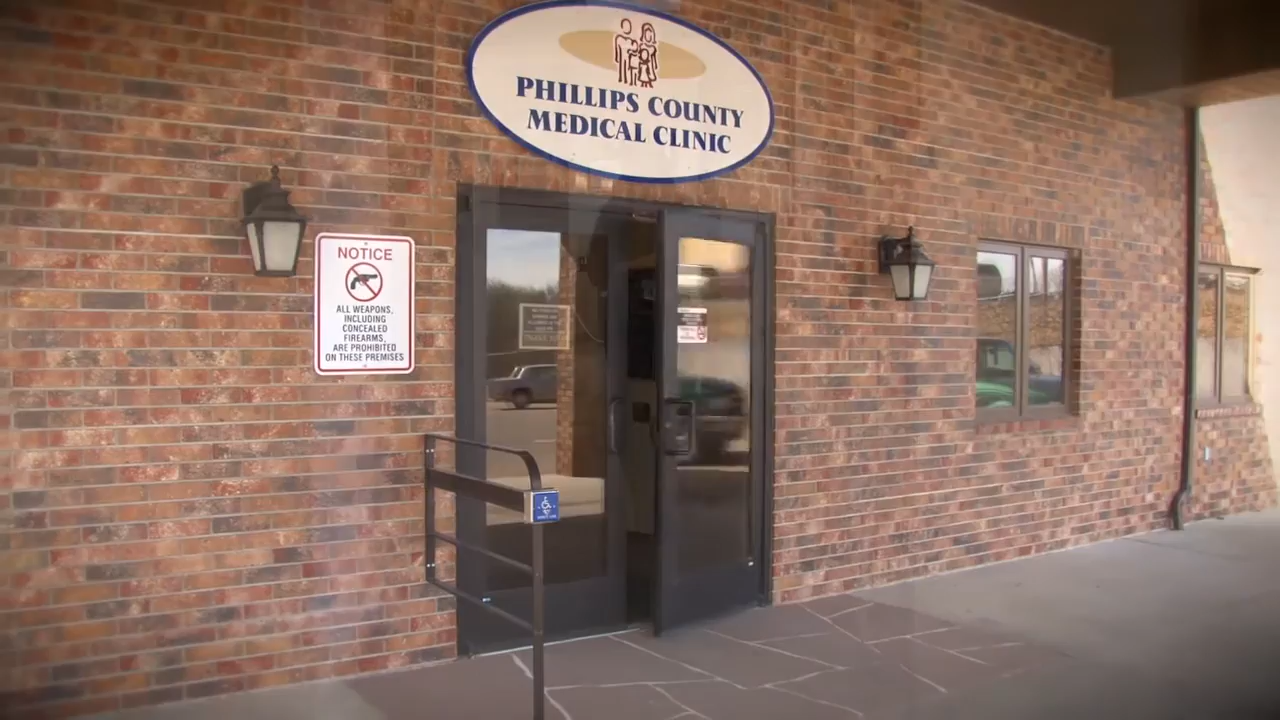 PHILLIPS COUNTY
MEDICAL CLINIC
NOTICE
ALL WEAPONS,
INCLUDING
CONCEALED
FIREARMS,
ARE PROHIBITED
ON THESE PREMISES